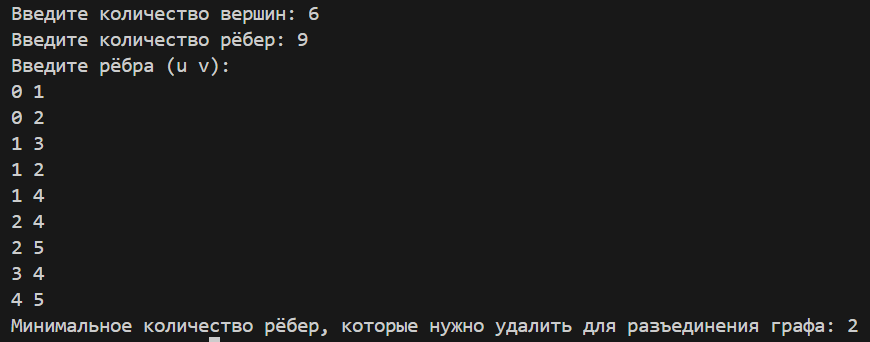 Введите количество вершин: 6
Введите количество рёбер: 9
Введите рёбра (u v):
0 1
0 2
1 3
1 2
1 4
2 4
2 5
3 4
4 5
Минимальное количество рёбер, которые нужно удалить для разъединения графа: 2